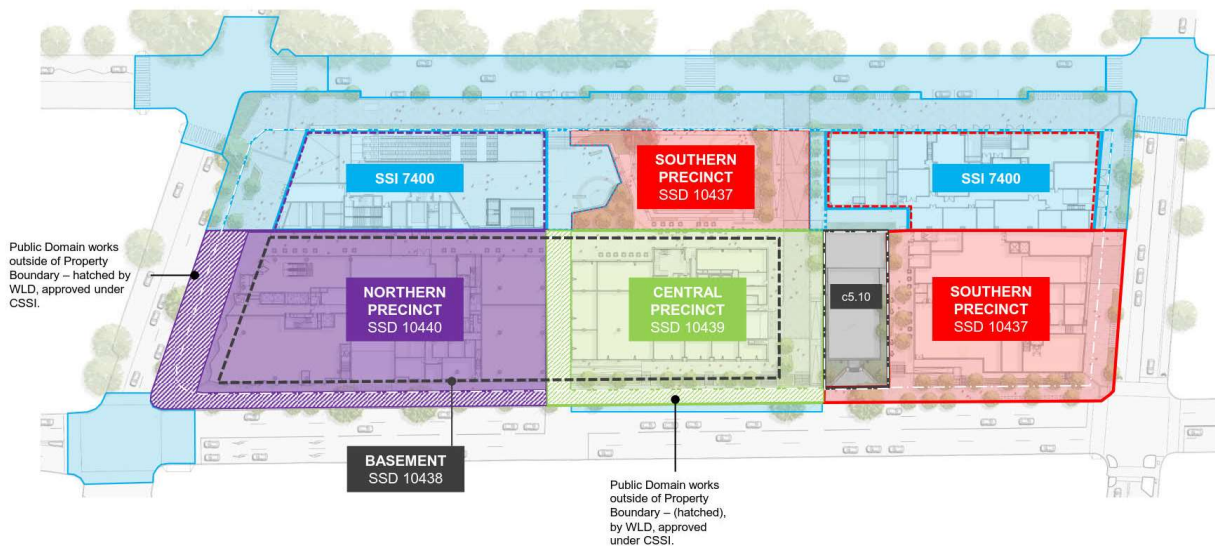 SOUTHERN
PRECINCT
SSD 10437
SSI 7400
SSI 7400
Public Domain works
outside of Property
Boundary – hatched by
WLD, approved under
CSSI.
NORTHERN
PRECINCT
SSD 10440
CENTRAL
PRECINCT
SSD 10439
c5.10
SOUTHERN
PRECINCT
SSD 10437
BASEMENT
SSD 10438
Public Domain works
outside of Property
Boundary – (hatched),
by WLD, approved
under CSSI.